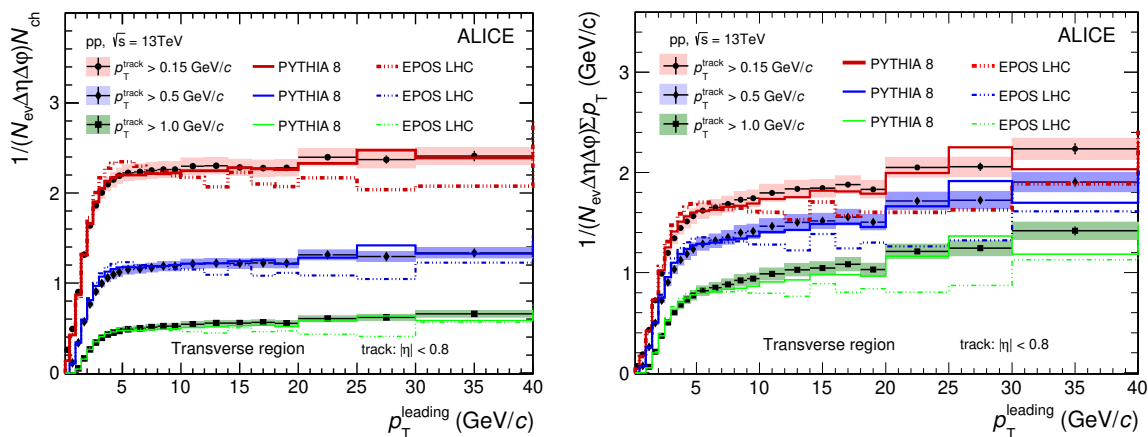 1/(N_ev Δη Δφ)N_ch
pp, √s = 13TeV
ALICE
p_T^track > 0.15 GeV/c PYTHIA 8 EPOS LHC
p_T^track > 0.5 GeV/c PYTHIA 8 EPOS LHC
p_T^track > 1.0 GeV/c PYTHIA 8 EPOS LHC
3
2
1
0
Transverse region track: |η| < 0.8
5 10 15 20 25 30 35 40
p_T^leading (GeV/c)
1/(N_ev Δη Δφ)Σp_T (GeV/c)
pp, √s = 13TeV
ALICE
p_T^track > 0.15 GeV/c PYTHIA 8 EPOS LHC
p_T^track > 0.5 GeV/c PYTHIA 8 EPOS LHC
p_T^track > 1.0 GeV/c PYTHIA 8 EPOS LHC
3
2
1
0
Transverse region track: |η| < 0.8
5 10 15 20 25 30 35 40
p_T^leading (GeV/c)